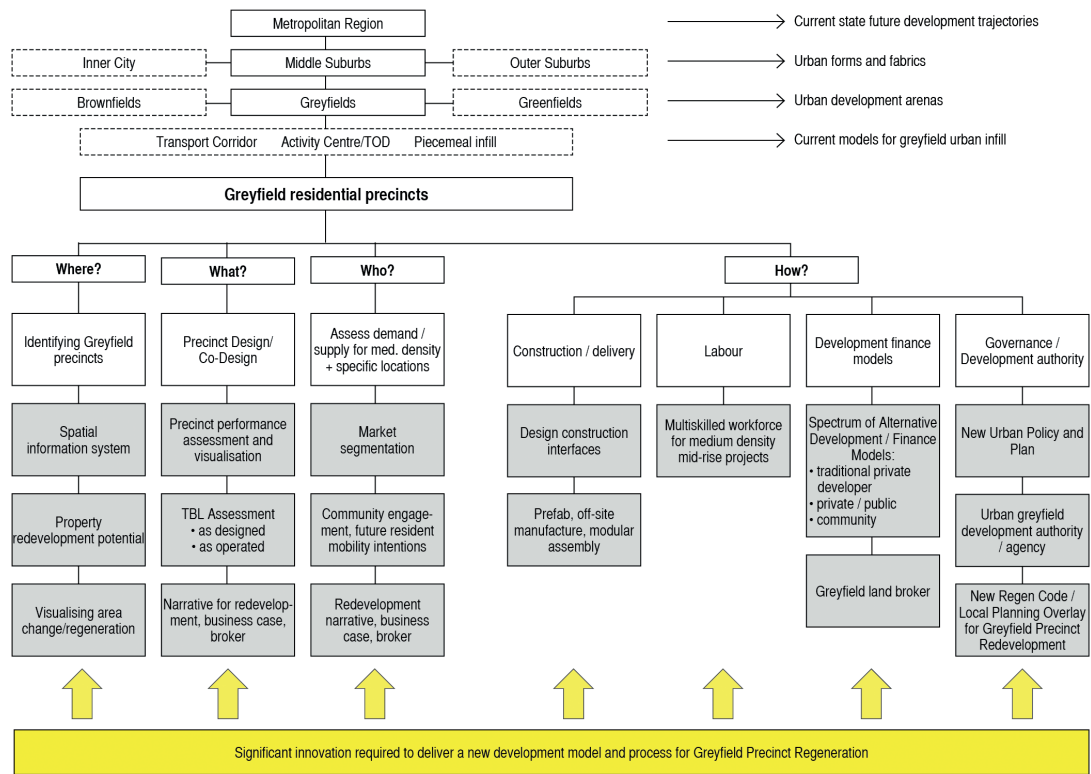 Metropolitan Region
Current state future development trajectories
Inner City
Middle Suburbs
Outer Suburbs
Urban forms and fabrics
Brownfields
Greyfields
Greenfields
Urban development arenas
Transport Corridor Activity Centre/TOD Piecemeal infill
Current models for greyfield urban infill
Greyfield residential precincts
Where?
What?
Who?
How?
Identifying Greyfield
precincts
Precinct Design/
Co-Design
Assess demand /
supply for med. density
+ specific locations
Construction / delivery
Labour
Development finance
models
Governance /
Development authority
Spatial
information system
Precinct performance
assessment and
visualisation
Market
segmentation
Design construction
interfaces
Multiskilled workforce
for medium density
mid-rise projects
Spectrum of Alternative
Development / Finance
Models:
• traditional private
developer
• private / public
• community
New Urban Policy and
Plan
Property
redevelopment potential
TBL Assessment
• as designed
• as operated
Community engage-
ment, future resident
mobility intentions
Prefab, off-site
manufacture, modular
assembly
Urban greyfield
development authority
/ agency
Visualising area
change/regeneration
Narrative for redevelop-
ment, business case,
broker
Redevelopment
narrative, business
case, broker
Greyfield land broker
New Regen Code /
Local Planning Overlay
for Greyfield Precinct
Redevelopment
Significant innovation required to deliver a new development model and process for Greyfield Precinct Regeneration